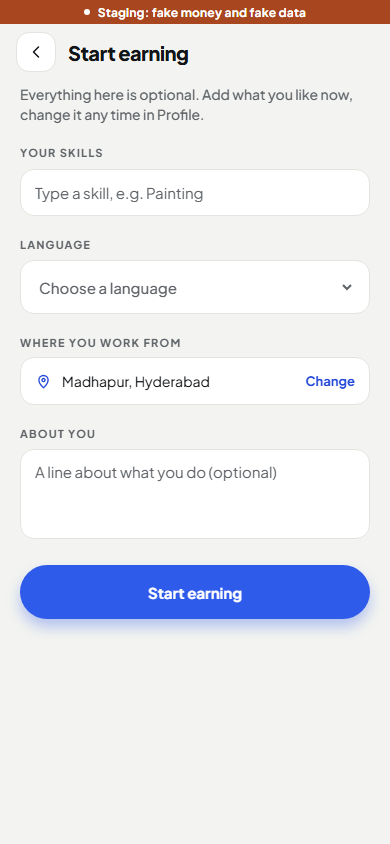 Staging: fake money and fake data
Start earning
Everything here is optional. Add what you like now,
change it any time in Profile.
YOUR SKILLS
Type a skill, e.g. Painting
LANGUAGE
Choose a language
WHERE YOU WORK FROM
Madhapur, Hyderabad Change
ABOUT YOU
A line about what you do (optional)
Start earning